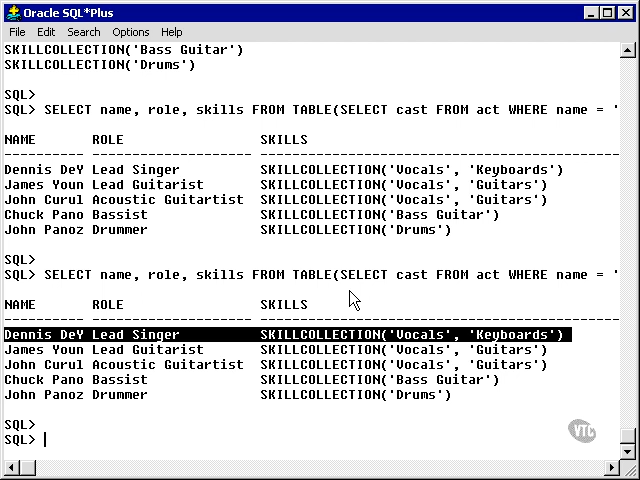 Oracle SQL*Plus
File Edit Search Options Help
SKILLCOLLECTION('Bass Guitar')
SKILLCOLLECTION('Drums')
SQL>
SQL> SELECT name, role, skills FROM TABLE(SELECT cast FROM act WHERE name = '
NAME ROLE SKILLS
Dennis DeY Lead Singer SKILLCOLLECTION('Vocals', 'Keyboards')
James Youn Lead Guitarist SKILLCOLLECTION('Vocals', 'Guitars')
John Curul Acoustic Guitartist SKILLCOLLECTION('Vocals', 'Guitars')
Chuck Pano Bassist SKILLCOLLECTION('Bass Guitar')
John Panoz Drummer SKILLCOLLECTION('Drums')
SQL>
SQL> SELECT name, role, skills FROM TABLE(SELECT cast FROM act WHERE name = '
NAME ROLE SKILLS
Dennis DeY Lead Singer SKILLCOLLECTION('Vocals', 'Keyboards')
James Youn Lead Guitarist SKILLCOLLECTION('Vocals', 'Guitars')
John Curul Acoustic Guitartist SKILLCOLLECTION('Vocals', 'Guitars')
Chuck Pano Bassist SKILLCOLLECTION('Bass Guitar')
John Panoz Drummer SKILLCOLLECTION('Drums')
SQL>
SQL>
VTC